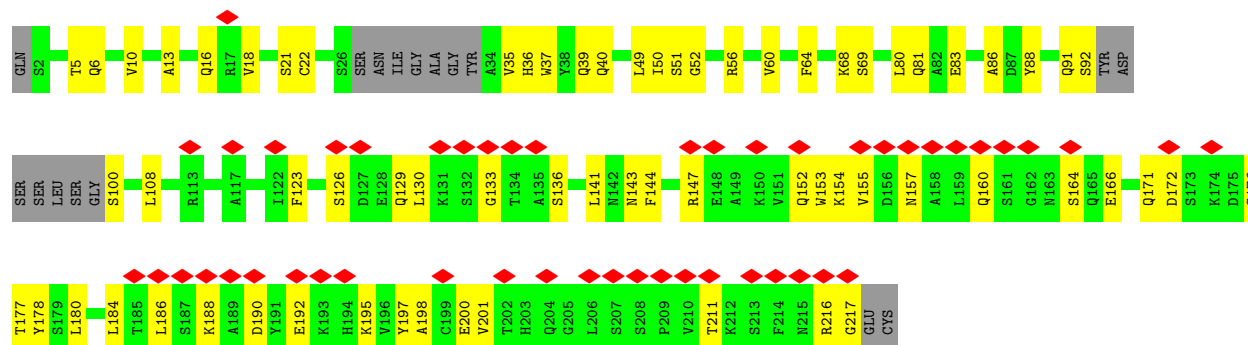 GLN S2 T5 Q6 V10 A13 Q16 R17 V18 S21 C22 S26 SER ASN ILE GLY ALA GLY TYR A34 V35 H36 W37 Y38 Q39 Q40 L49 I50 S51 G52 R56 V60 F64 K68 S69 L80 Q81 A82 E83 A86 D87 Y88 Q91 S92 TYR ASP
SER SER LEU SER GLY S100 L108 R113 A117 I122 F123 S126 D127 E128 Q129 L130 K131 S132 G133 T134 A135 S136 L141 N142 N143 F144 R147 E148 A149 K150 V151 Q152 W153 K154 V155 D156 N157 A158 L159 Q160 S161 G162 N163 S164 Q165 E166 Q171 D172 S173 K174 D175
T177 Y178 S179 L180 L184 T185 L186 S187 K188 A189 D190 Y191 E192 K193 H194 K195 V196 Y197 A198 C199 E200 V201 T202 H203 Q204 G205 L206 S207 S208 P209 V210 T211 K212 S213 F214 N215 R216 G217 GLU CYS